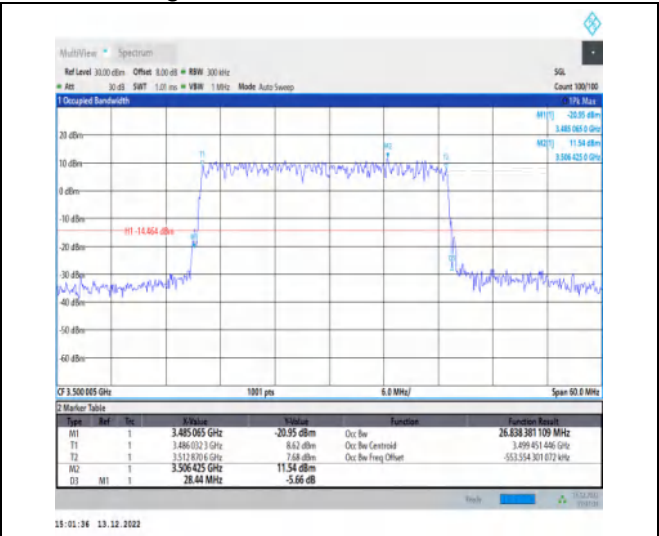 MultiView Spectrum
Ref Level 30.00 dBm Offset 8.00 dB RBW 300 kHz SGL
Att 30 dB SWT 1.01 ms VBW 1 MHz Mode Auto Sweep Count 100/100
1 Occupied Bandwidth 1Pk Max
M1[1] -20.95 dBm
3.485 065 0 GHz
M2[1] 11.54 dBm
3.506 425 0 GHz
20 dBm
M2
T1
T2
10 dBm
0 dBm
-10 dBm
H1 -14.464 dBm
M1
-20 dBm
D3
-30 dBm
-40 dBm
-50 dBm
-60 dBm
CF 3.500 005 GHz 1001 pts 6.0 MHz/ Span 60.0 MHz
2 Marker Table
Type Ref Trc X-Value Y-Value Function Function Result
M1 1 3.485 065 GHz -20.95 dBm Occ Bw 26.838 381 109 MHz
T1 1 3.486 032 3 GHz 8.62 dBm Occ Bw Centroid 3.499 451 446 GHz
T2 1 3.512 870 6 GHz 7.68 dBm Occ Bw Freq Offset -553.554 301 072 kHz
M2 1 3.506 425 GHz 11.54 dBm
D3 M1 1 28.44 MHz -5.66 dB
Ready
15:01:36 13.12.2022